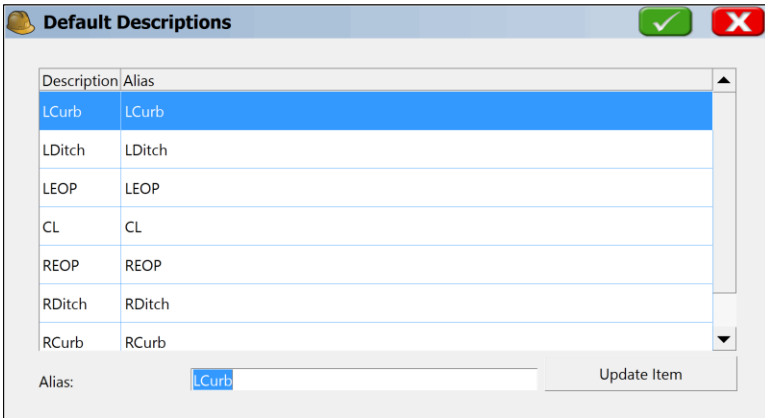 Default Descriptions
Description Alias
LCurb LCurb
LDitch LDitch
LEOP LEOP
CL CL
REOP REOP
RDitch RDitch
RCurb RCurb
Alias: LCurb Update Item